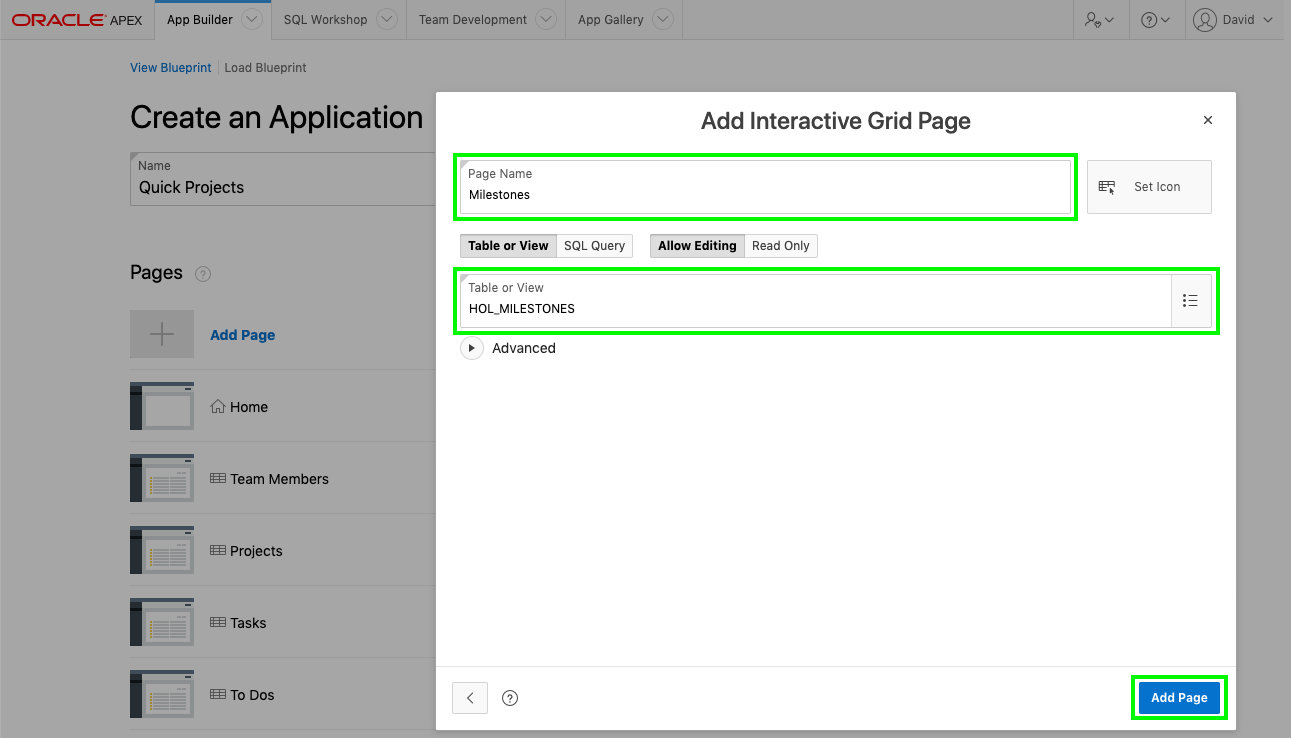 ORACLE APEX App Builder SQL Workshop Team Development App Gallery ? David
View Blueprint Load Blueprint
Create an Application
Name
Quick Projects
Pages ?
Add Page
Home
Team Members
Projects
Tasks
To Dos
Add Interactive Grid Page
Page Name
Milestones
Set Icon
Table or View SQL Query Allow Editing Read Only
Table or View
HOL_MILESTONES
Advanced
? Add Page